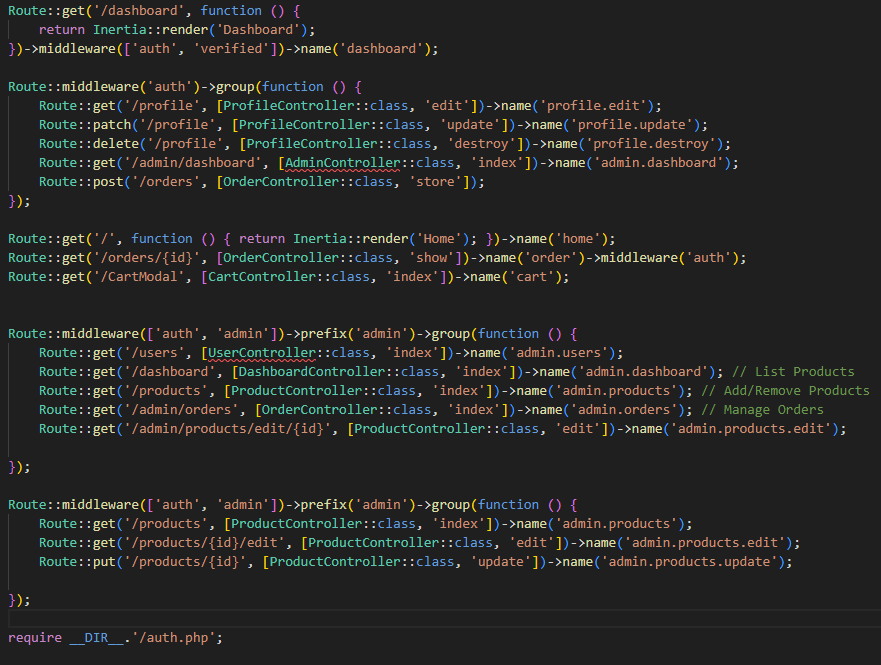 Route::get('/dashboard', function () {
    return Inertia::render('Dashboard');
})->middleware(['auth', 'verified'])->name('dashboard');

Route::middleware('auth')->group(function () {
    Route::get('/profile', [ProfileController::class, 'edit'])->name('profile.edit');
    Route::patch('/profile', [ProfileController::class, 'update'])->name('profile.update');
    Route::delete('/profile', [ProfileController::class, 'destroy'])->name('profile.destroy');
    Route::get('/admin/dashboard', [AdminController::class, 'index'])->name('admin.dashboard');
    Route::post('/orders', [OrderController::class, 'store']);
});

Route::get('/', function () { return Inertia::render('Home'); })->name('home');
Route::get('/orders/{id}', [OrderController::class, 'show'])->name('order')->middleware('auth');
Route::get('/CartModal', [CartController::class, 'index'])->name('cart');


Route::middleware(['auth', 'admin'])->prefix('admin')->group(function () {
    Route::get('/users', [UserController::class, 'index'])->name('admin.users');
    Route::get('/dashboard', [DashboardController::class, 'index'])->name('admin.dashboard'); // List Products
    Route::get('/products', [ProductController::class, 'index'])->name('admin.products'); // Add/Remove Products
    Route::get('/admin/orders', [OrderController::class, 'index'])->name('admin.orders'); // Manage Orders
    Route::get('/admin/products/edit/{id}', [ProductController::class, 'edit'])->name('admin.products.edit');

});

Route::middleware(['auth', 'admin'])->prefix('admin')->group(function () {
    Route::get('/products', [ProductController::class, 'index'])->name('admin.products');
    Route::get('/products/{id}/edit', [ProductController::class, 'edit'])->name('admin.products.edit');
    Route::put('/products/{id}', [ProductController::class, 'update'])->name('admin.products.update');

});

require __DIR__.'/auth.php';